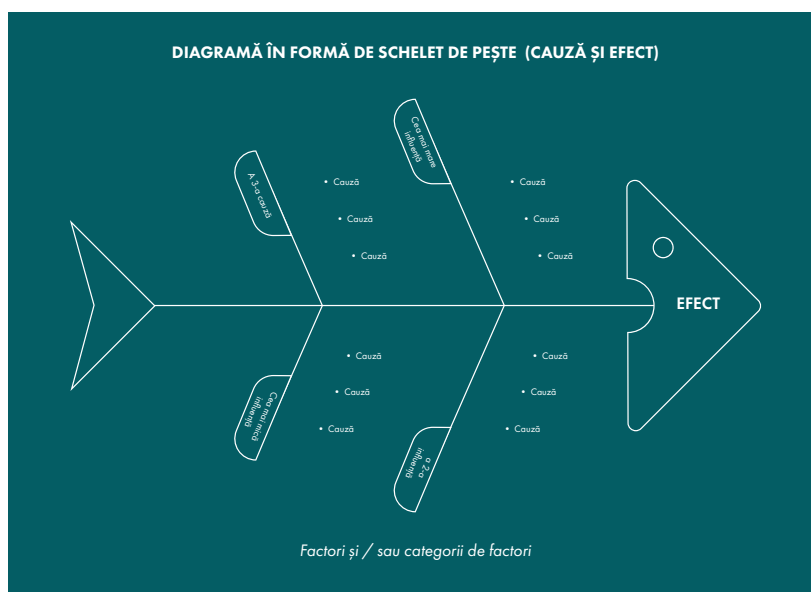 DIAGRAMĂ ÎN FORMĂ DE SCHELET DE PEȘTE (CAUZĂ ȘI EFECT)
A 3-a cauză
• Cauză
• Cauză
• Cauză
Cea mai mare
influență
• Cauză
• Cauză
• Cauză
EFECT
Cea mai mică
influență
• Cauză
• Cauză
• Cauză
a 2-a
influență
• Cauză
• Cauză
• Cauză
Factori și / sau categorii de factori